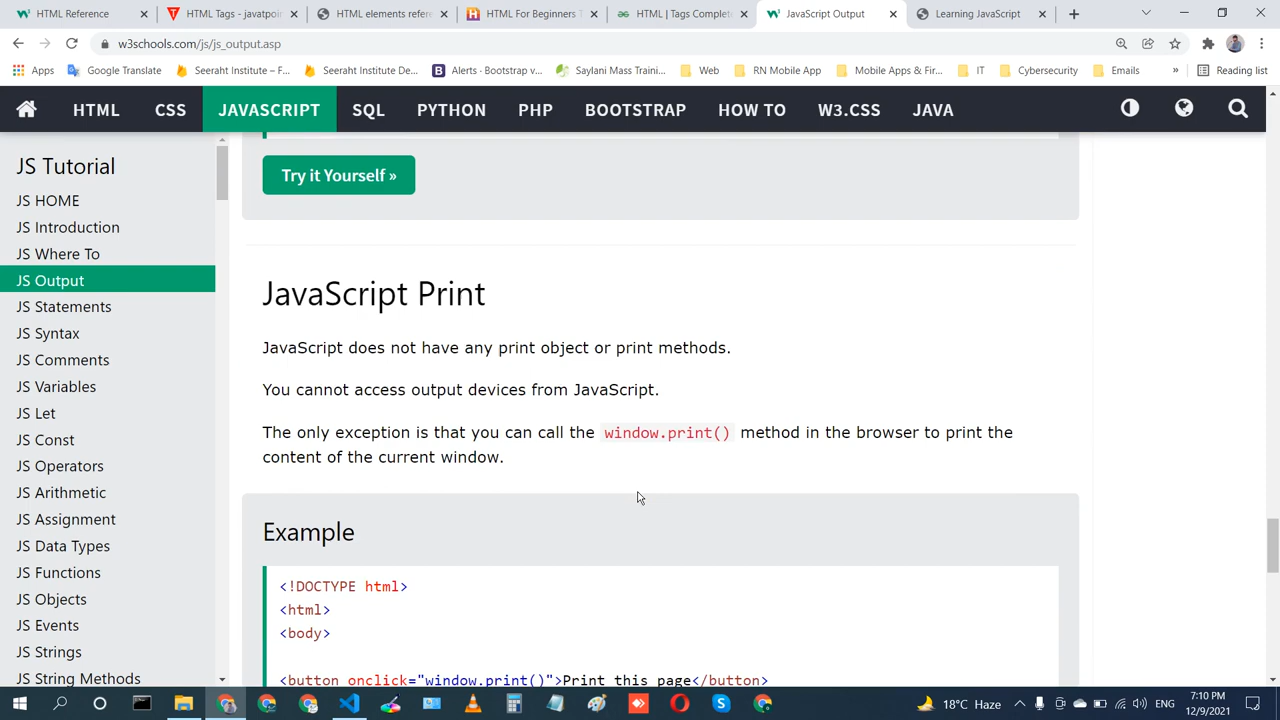 HTML Reference
HTML Tags - javatpoin
HTML elements refere
HTML For Beginners T
HTML | Tags Complete
JavaScript Output
Learning JavaScript
w3schools.com/js/js_output.asp
Apps
Google Translate
Seeraht Institute – F...
Seeraht Institute De...
Alerts · Bootstrap v...
Saylani Mass Traini...
Web
RN Mobile App
Mobile Apps & Fir...
IT
Cybersecurity
Emails
»
Reading list
HTML
CSS
JAVASCRIPT
SQL
PYTHON
PHP
BOOTSTRAP
HOW TO
W3.CSS
JAVA
JS Tutorial
JS HOME
JS Introduction
JS Where To
JS Output
JS Statements
JS Syntax
JS Comments
JS Variables
JS Let
JS Const
JS Operators
JS Arithmetic
JS Assignment
JS Data Types
JS Functions
JS Objects
JS Events
JS Strings
JS String Methods
Try it Yourself »
JavaScript Print
JavaScript does not have any print object or print methods.
You cannot access output devices from JavaScript.
The only exception is that you can call the window.print() method in the browser to print the
content of the current window.
Example
<!DOCTYPE html>
<html>
<body>
<button onclick="window.print()">Print this page</button>
18°C Haze
ENG
7:10 PM
12/9/2021